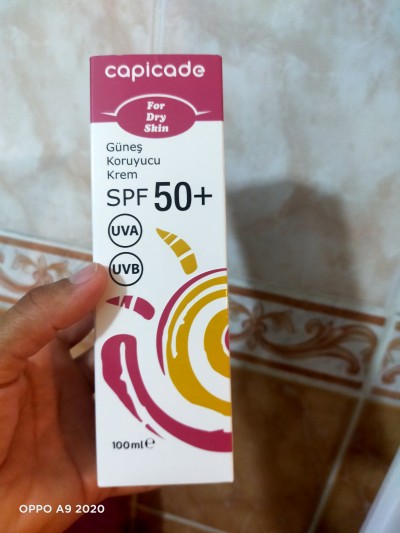 capicade
For
Dry
Skin
Güneş
Koruyucu
Krem
SPF 50+
UVA
UVB
100ml ℮
OPPO A9 2020